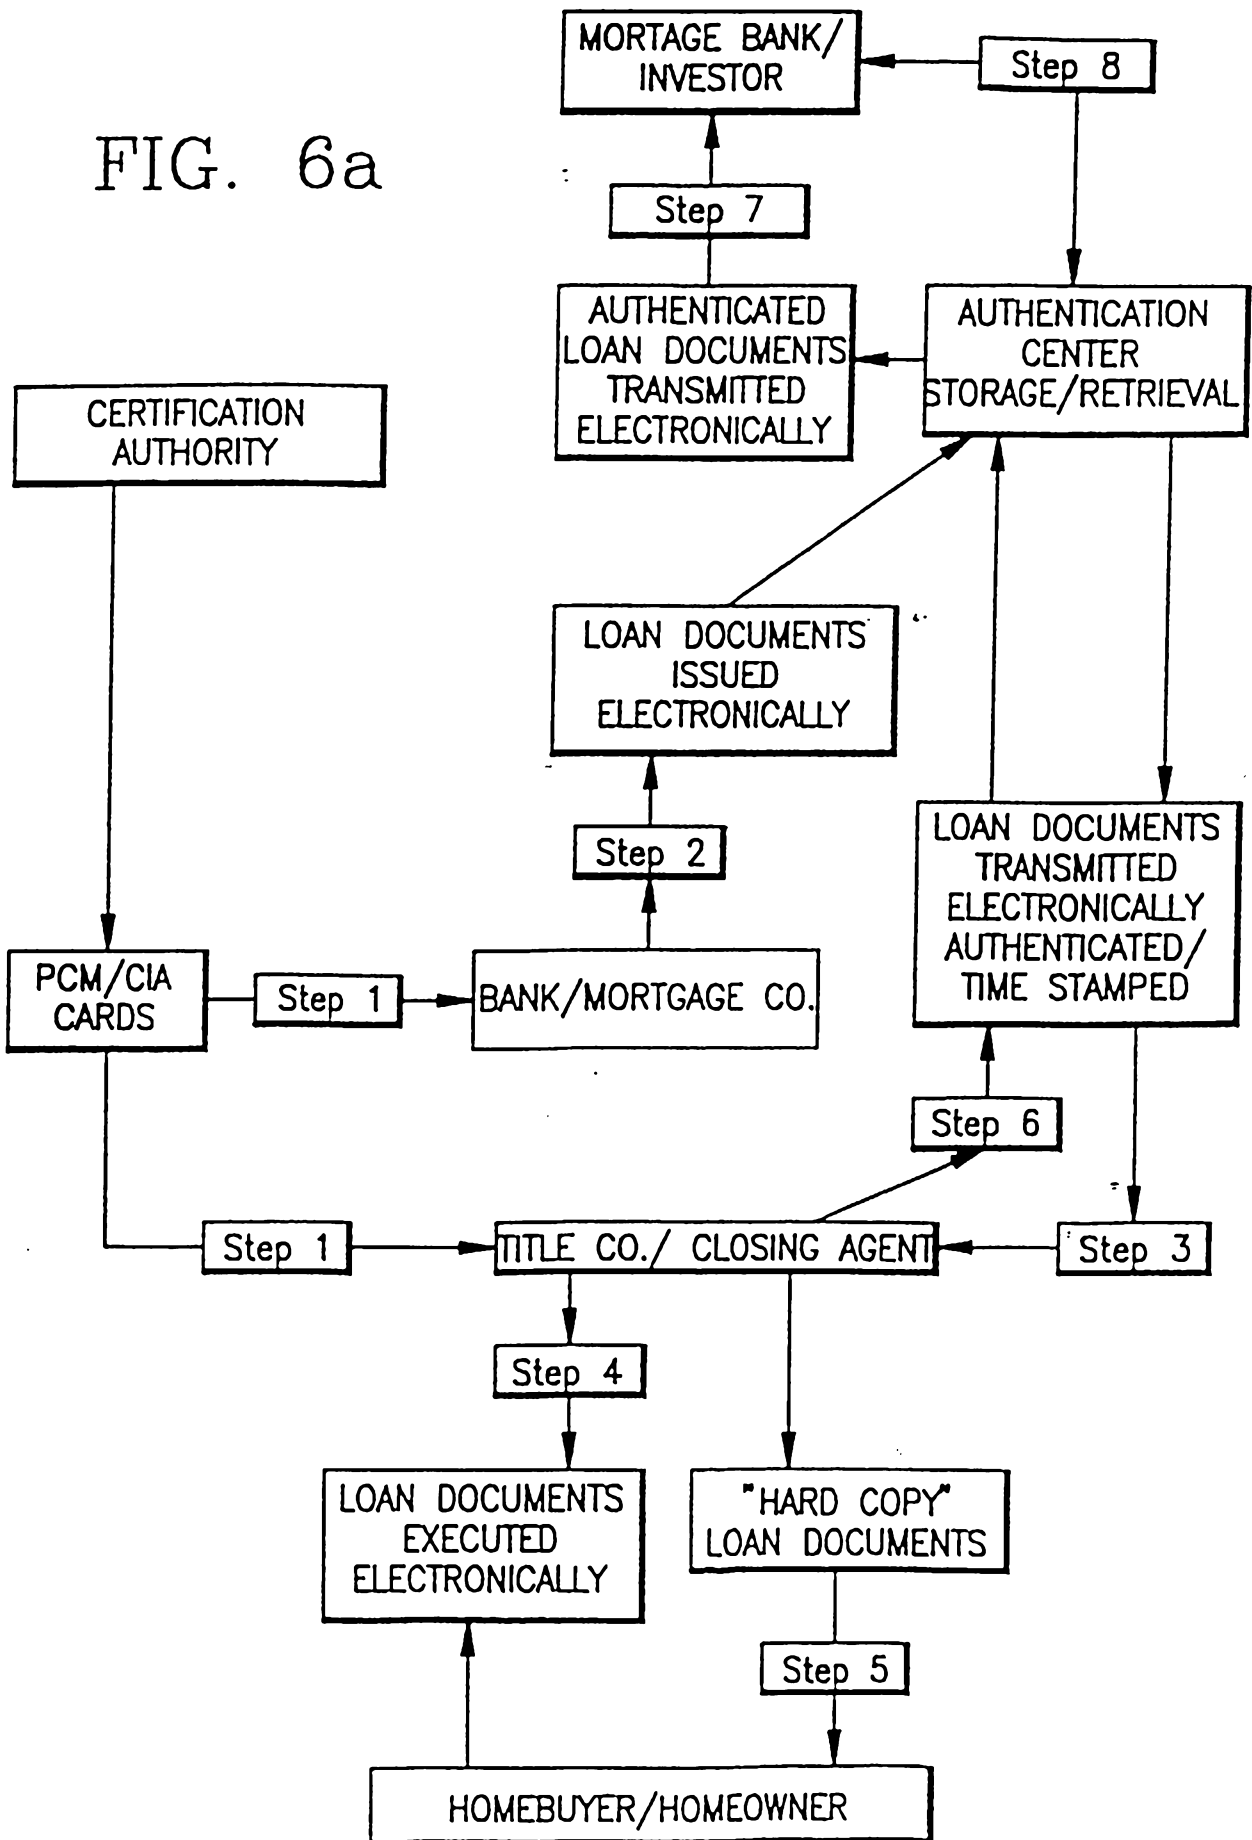 MORTAGE BANK/
INVESTOR
Step 8
FIG. 6a
Step 7
AUTHENTICATED
LOAN DOCUMENTS
TRANSMITTED
ELECTRONICALLY
AUTHENTICATION
CENTER
STORAGE/RETRIEVAL
CERTIFICATION
AUTHORITY
LOAN DOCUMENTS
ISSUED
ELECTRONICALLY
Step 2
LOAN DOCUMENTS
TRANSMITTED
ELECTRONICALLY
AUTHENTICATED/
TIME STAMPED
PCM/CIA
CARDS
Step 1
BANK/MORTGAGE CO.
Step 6
Step 1
TITLE CO./ CLOSING AGENT
Step 3
Step 4
LOAN DOCUMENTS
EXECUTED
ELECTRONICALLY
"HARD COPY"
LOAN DOCUMENTS
Step 5
HOMEBUYER/HOMEOWNER